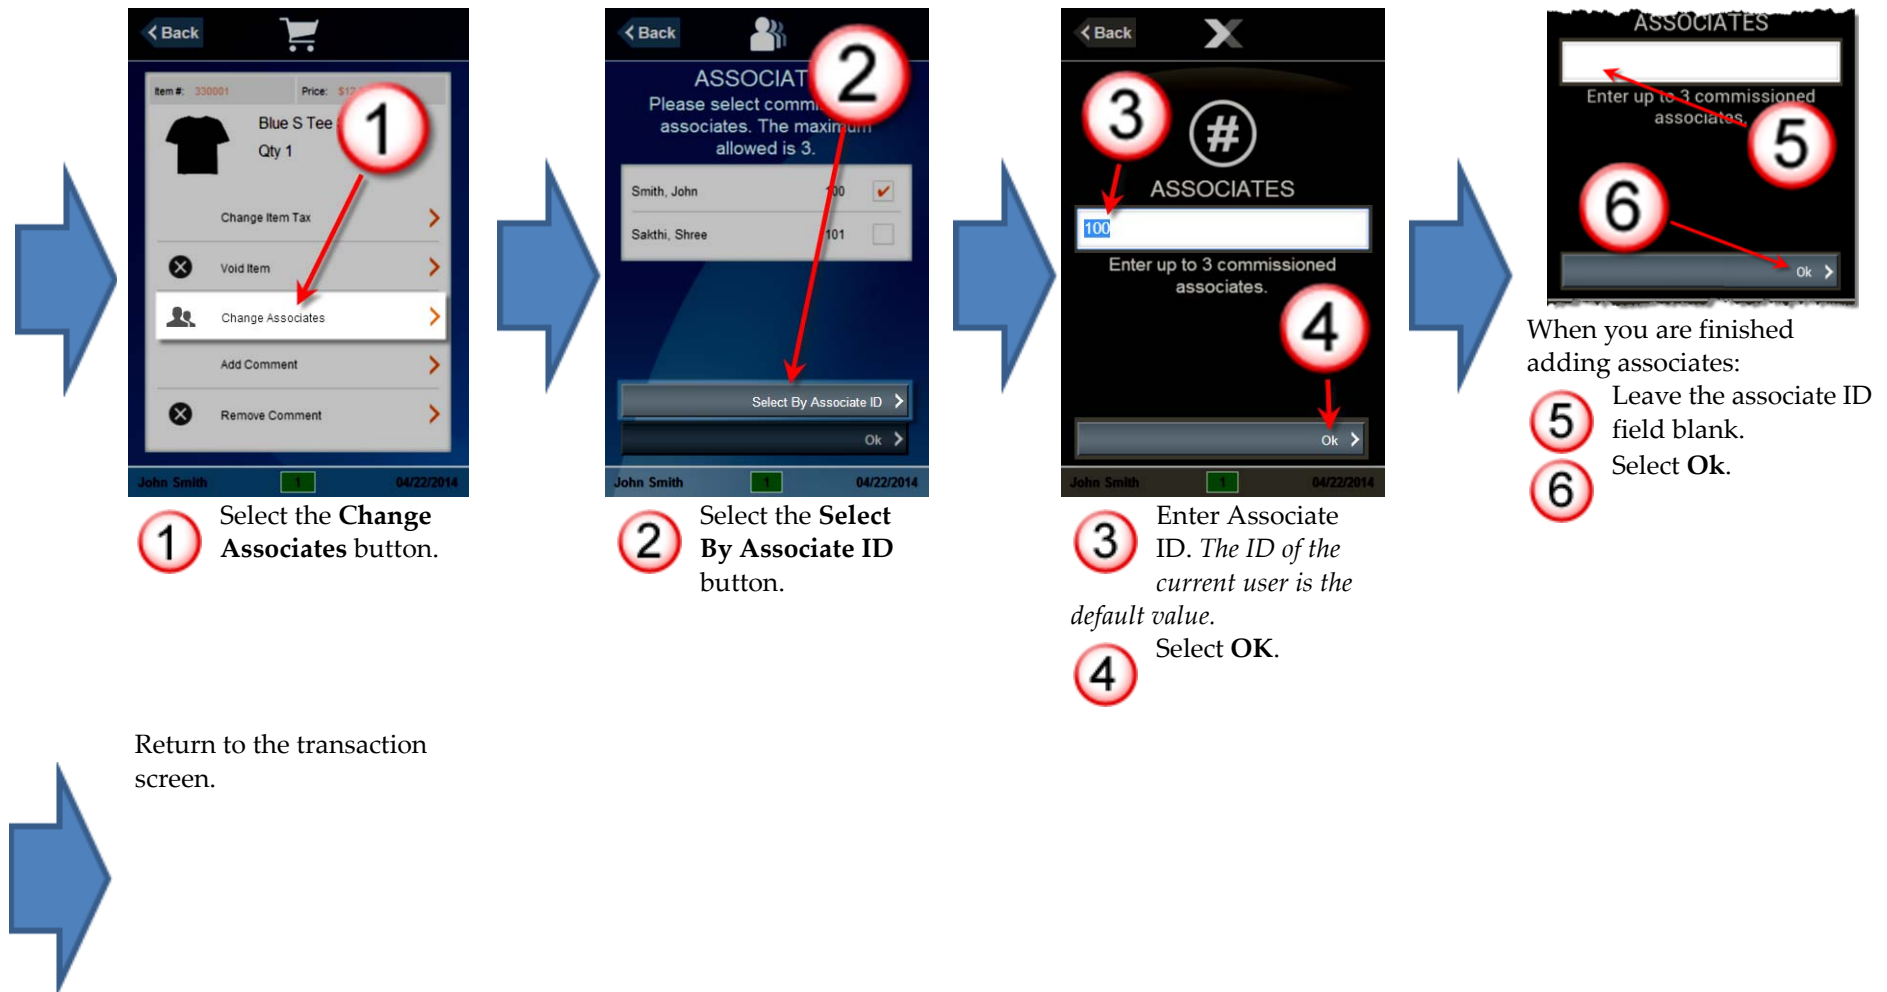 Back
Item #: 330001 Price:
1
Blue S Tee
Qty 1
Change Item Tax
Void Item
Change Associates
Add Comment
Remove Comment
John Smith 1 04/22/2014
1 Select the Change
Associates button.
Back
2
Please select
associates. The maximum
allowed is 3.
Smith, John
Sakthi, Shree 101
Select By Associate ID
Ok
John Smith 1 04/22/2014
2 Select the Select
By Associate ID
button.
Back
3
#
ASSOCIATES
100
Enter up to 3 commissioned
associates.
4
Ok
John Smith 1 04/22/2014
3 Enter Associate
ID. The ID of the
current user is the
default value.
4 Select OK.
ASSOCIATES
Enter up to 3 commissioned
associates.
5
6
Ok
When you are finished
adding associates:
5 Leave the associate ID
field blank.
6 Select Ok.
Return to the transaction
screen.